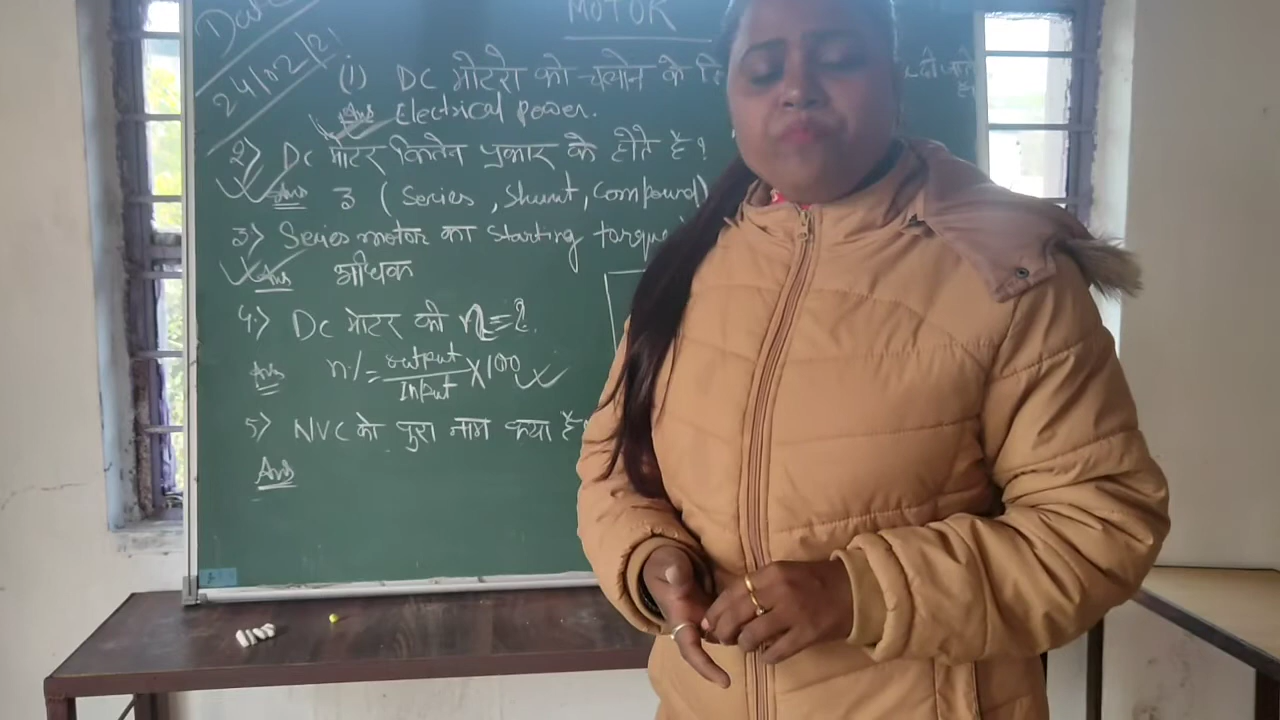 Date
24/02/21
MOTOR
(i) DC मोटरो को चलाने के लि
Ans Electrical power.
2) DC मोटर कितने प्रकार के होते है?
Ans 3 (Series, Shunt, Compound)
3) Series motor का starting torque
Ans अधिक
4.) DC मोटर की η=?
Ans η%= output/Input X100
5) NVC को पुरा नाम क्या है?
Ans